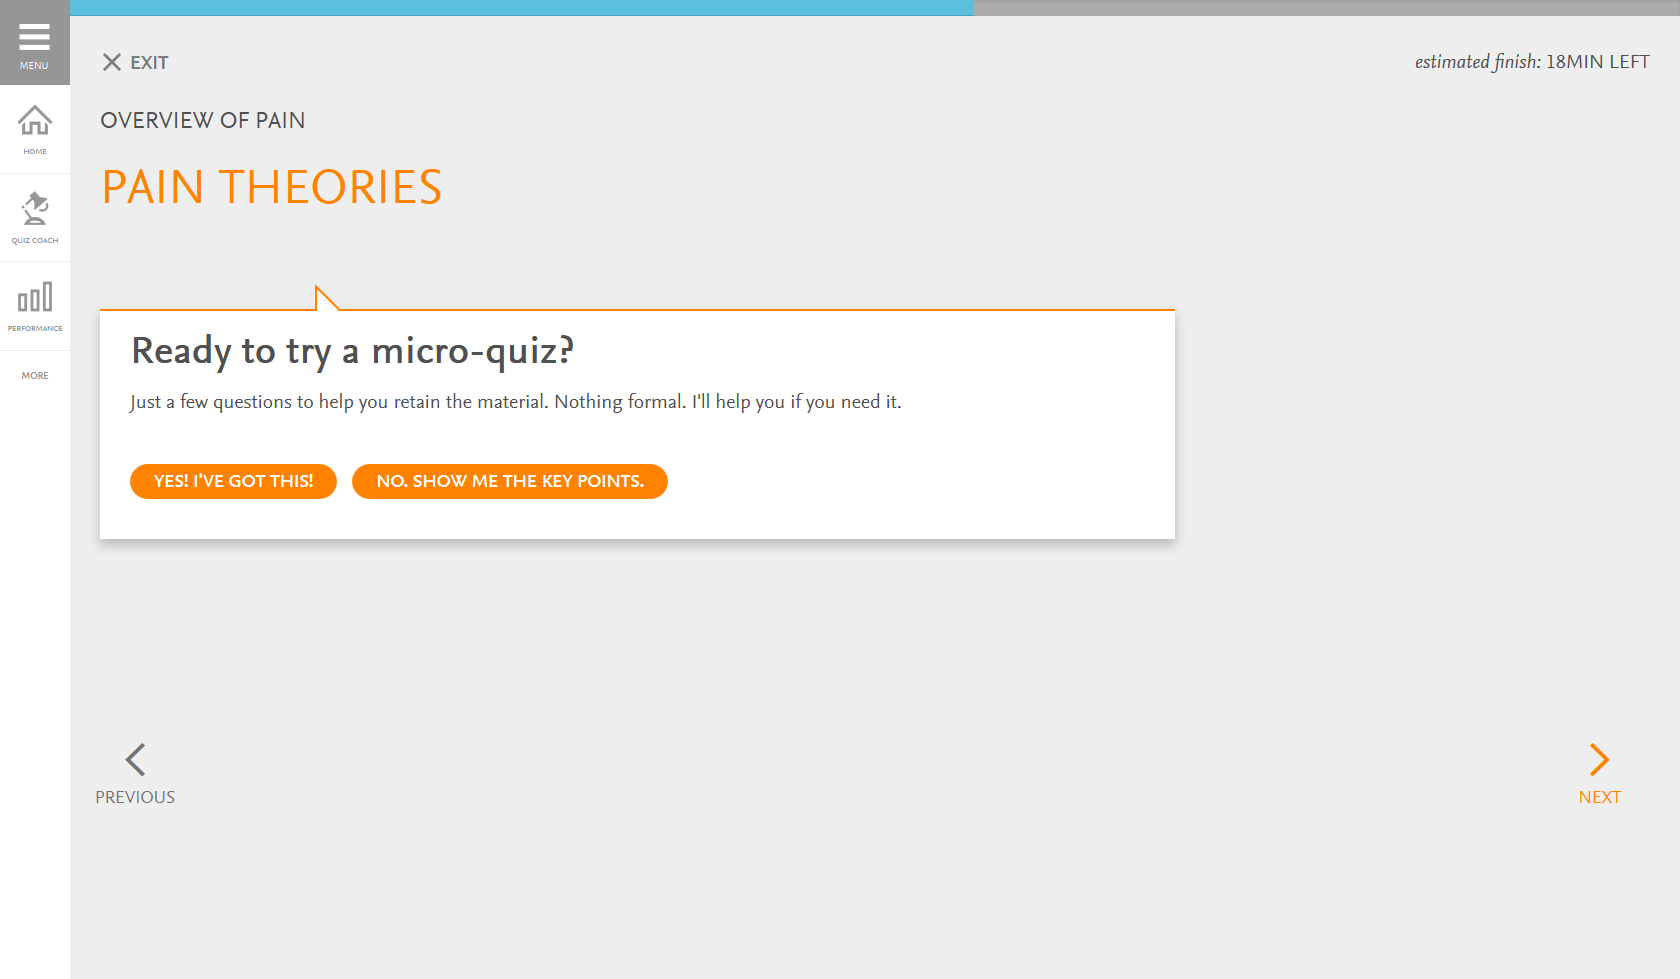 MENU
HOME
QUIZ COACH
PERFORMANCE
MORE
EXIT
estimated finish: 18MIN LEFT
OVERVIEW OF PAIN
PAIN THEORIES
Ready to try a micro-quiz?
Just a few questions to help you retain the material. Nothing formal. I'll help you if you need it.
YES! I'VE GOT THIS!
NO. SHOW ME THE KEY POINTS.
PREVIOUS
NEXT